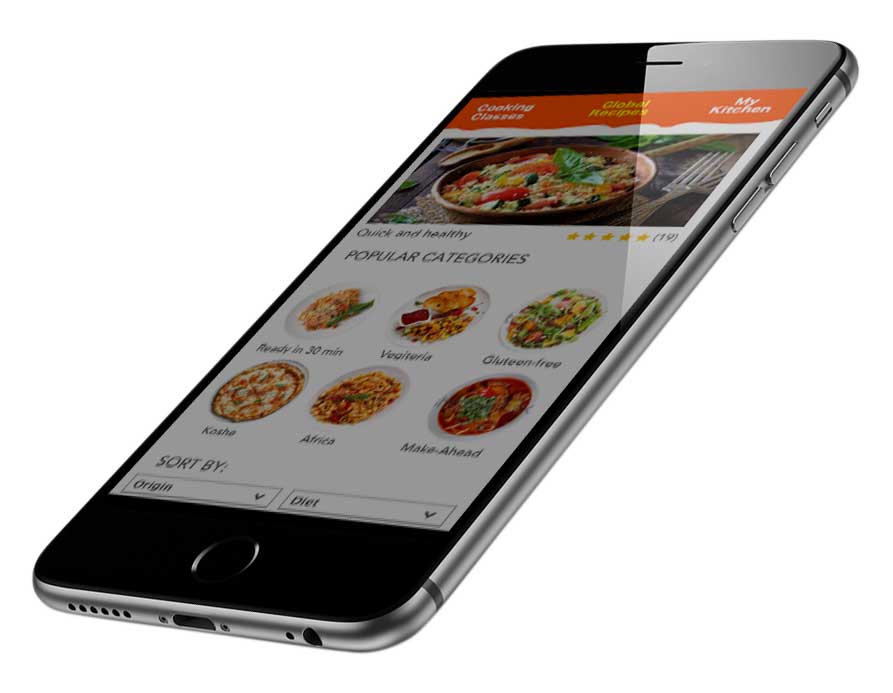 Cooking
Classes
Global
Recipes
My
Kitchen
Quick and healthy
(19)
POPULAR CATEGORIES
Ready in 30 min
Vegiteria
Gluteen-free
Kosha
Africa
Make-Ahead
SORT BY:
Origin
Diet